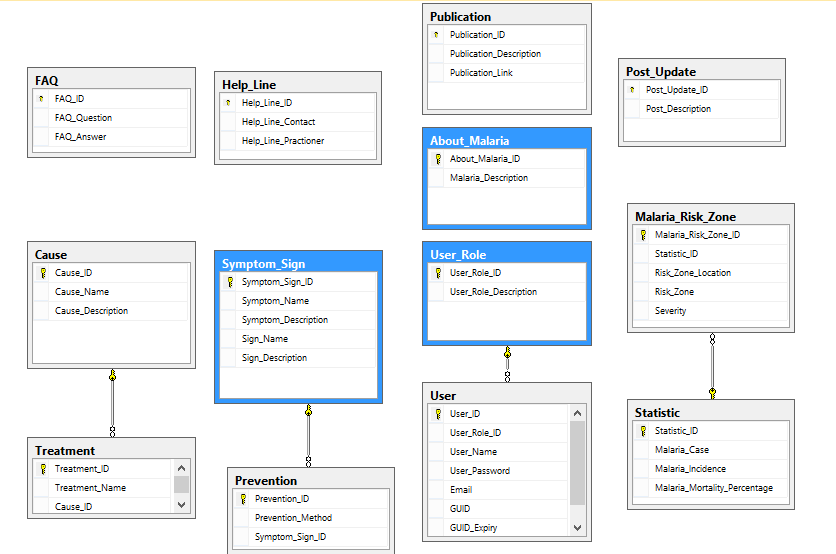 Publication
Publication_ID
Publication_Description
Publication_Link
Post_Update
Post_Update_ID
Post_Description
FAQ
FAQ_ID
FAQ_Question
FAQ_Answer
Help_Line
Help_Line_ID
Help_Line_Contact
Help_Line_Practioner
About_Malaria
About_Malaria_ID
Malaria_Description
Malaria_Risk_Zone
Malaria_Risk_Zone_ID
Statistic_ID
Risk_Zone_Location
Risk_Zone
Severity
Cause
Cause_ID
Cause_Name
Cause_Description
Symptom_Sign
Symptom_Sign_ID
Symptom_Name
Symptom_Description
Sign_Name
Sign_Description
User_Role
User_Role_ID
User_Role_Description
User
User_ID
User_Role_ID
User_Name
User_Password
Email
GUID
GUID_Expiry
Statistic
Statistic_ID
Malaria_Case
Malaria_Incidence
Malaria_Mortality_Percentage
Treatment
Treatment_ID
Treatment_Name
Cause_ID
Prevention
Prevention_ID
Prevention_Method
Symptom_Sign_ID